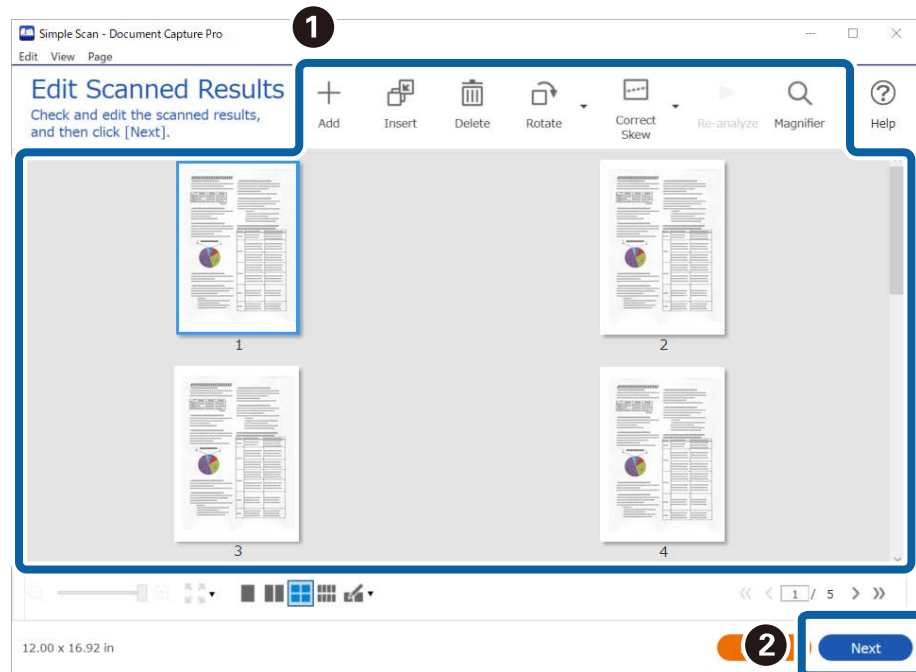 1
Simple Scan - Document Capture Pro
Edit View Page
Edit Scanned Results
Check and edit the scanned results,
and then click [Next].
Add
Insert
Delete
Rotate
Correct
Skew
Re-analyze
Magnifier
Help
1
2
3
4
1 / 5
12.00 x 16.92 in
2
Next